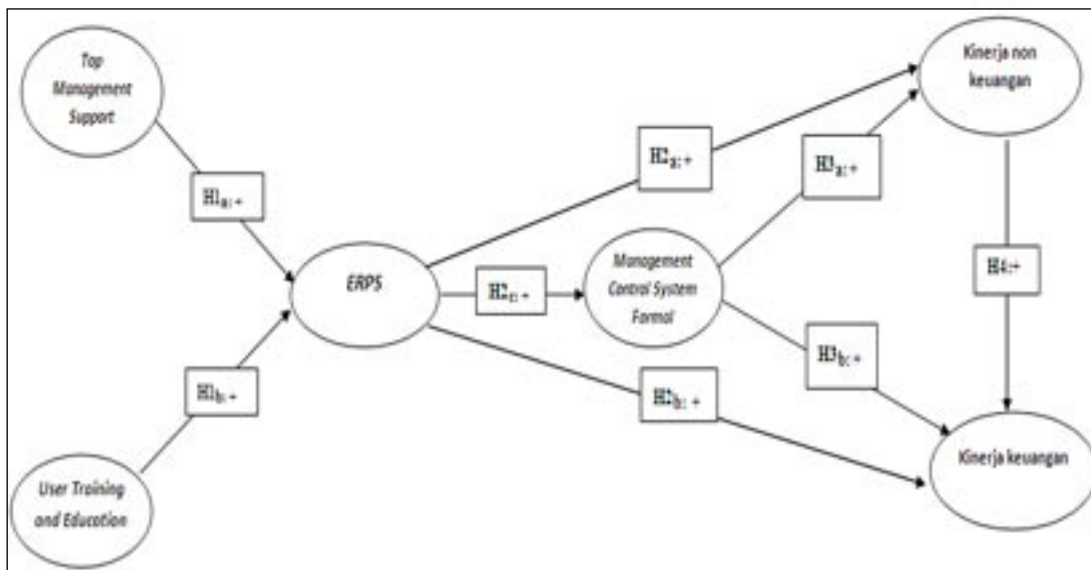 Top
Management
Support
H1a:+
ERPS
H1b:+
User Training
and Education
H2a:+
H2c:+
H2b:+
Management
Control System
Formal
H3a:+
H3b:+
Kinerja non
keuangan
H4:+
Kinerja keuangan